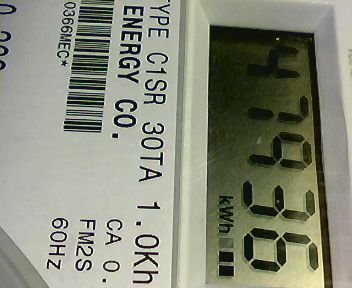 47936
kWh
TYPE C1SR 30TA 1.0Kh
ENERGY CO.
CA 0.
FM2S
60HZ
0366MEC*